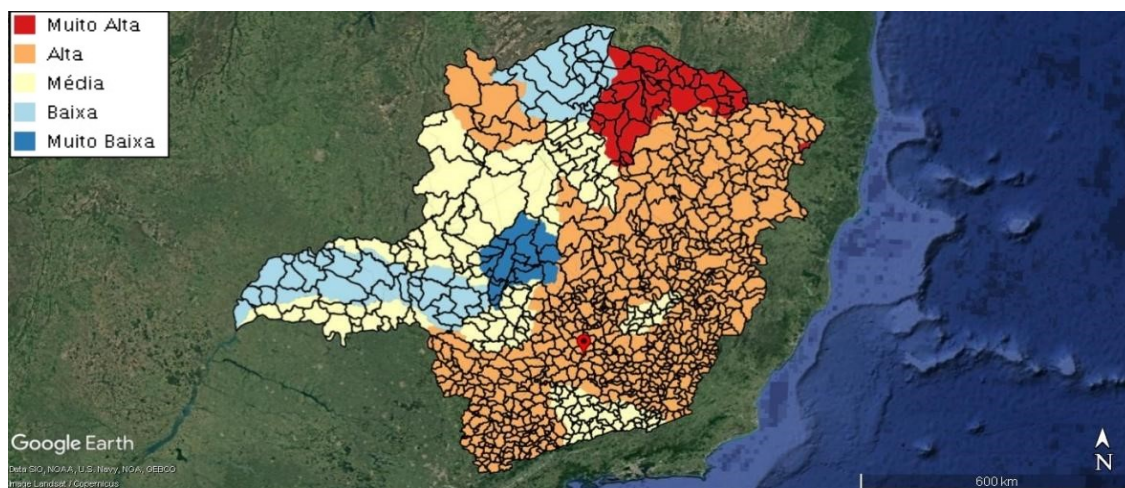 Muito Alta
Alta
Média
Baixa
Muito Baixa
Google Earth
Data SIO, NOAA, U.S. Navy, NGA, GEBCO
Image Landsat / Copernicus
N
600 km